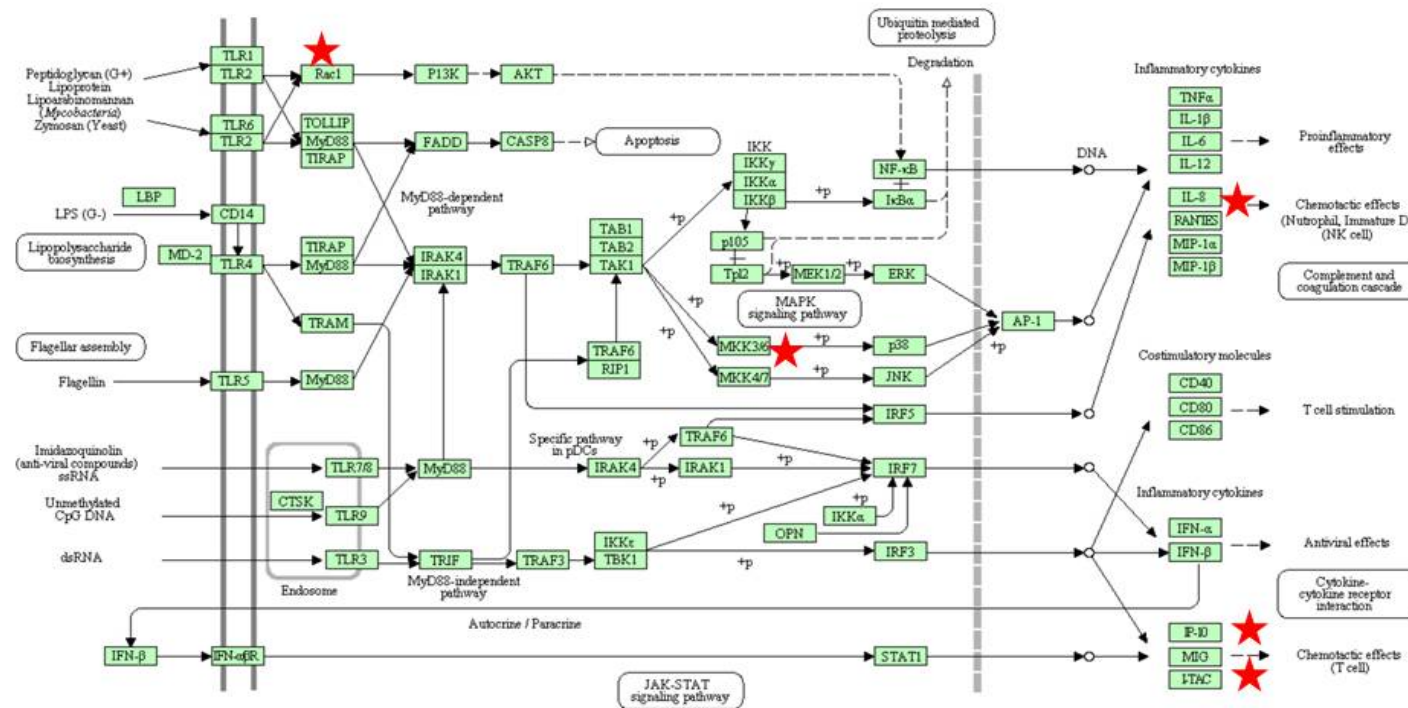 Ubiquitin mediated
proteolysis
Degradation
TLR1
TLR2
Peptidoglycan (G+)
Lipoprotein
Lipoarabinomannan
(Mycobacteria)
Zymosan (Yeast)
TLR6
TLR2
Rac1
P13K
AKT
TOLLIP
MyD88
TIRAP
FADD
CASP8
Apoptosis
MyD88-dependent
pathway
LBP
LPS (G-)
CD14
Lipopolysaccharide
biosynthesis
MD-2
TLR4
TIRAP
MyD88
IRAK4
IRAK1
TRAF6
TAB1
TAB2
TAK1
IKK
IKKγ
IKKα
IKKβ
+p
+p
NF-κB
IκBα
p105
Tpl2
+p
MEK1/2
+p
ERK
MAPK
signaling pathway
TRAM
TRAF6
RIP1
+p
+p
MKK3/6
+p
p38
MKK4/7
+p
JNK
+p
AP-1
DNA
Flagellar assembly
Flagellin
TLR5
MyD88
IRF5
Imidazoquinolin
(anti-viral compounds)
ssRNA
TLR7/8
MyD88
Specific pathway
in pDCs
IRAK4
+p
+p
TRAF6
+p
IRAK1
+p
IRF7
Unmethylated
CpG DNA
CTSK
TLR9
+p
+p
IKKα
OPN
dsRNA
TLR3
Endosome
TRIF
MyD88-independent
pathway
TRAF3
IKKε
TBK1
+p
IRF3
Autocrine / Paracrine
IFN-β
IFN-αβR
STAT1
JAK-STAT
signaling pathway
Inflammatory cytokines
TNFα
IL-1β
IL-6
IL-12
Proinflammatory
effects
IL-8
RANTES
MIP-1α
MIP-1β
Chemotactic effects
(Nutrophil, Immature D
(NK cell)
Complement and
coagulation cascade
Costimulatory molecules
CD40
CD80
CD86
T cell stimulation
Inflammatory cytokines
IFN-α
IFN-β
Antiviral effects
Cytokine-
cytokine receptor
interaction
IP-10
MIG
I-TAC
Chemotactic effects
(T cell)